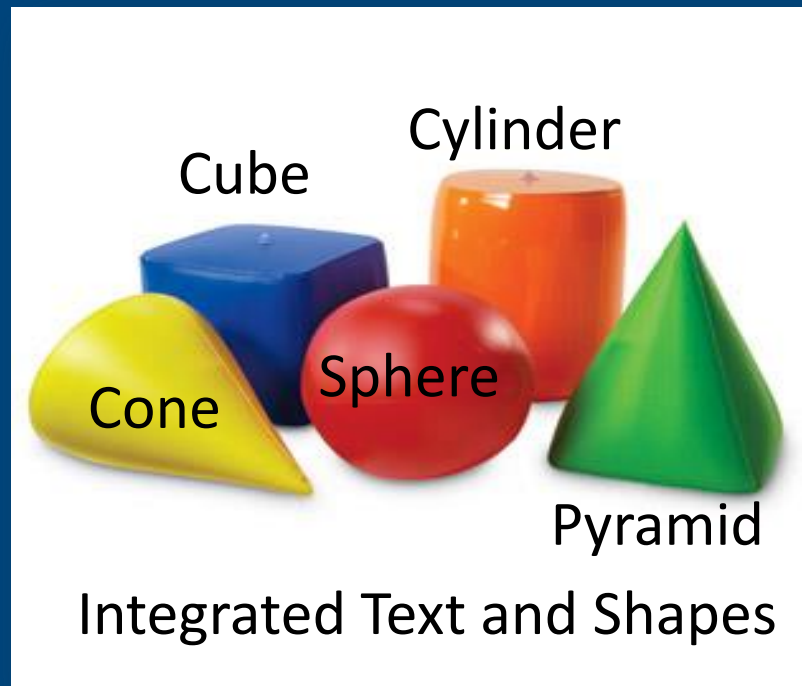 Cylinder
Cube
Sphere
Cone
Pyramid
Integrated Text and Shapes